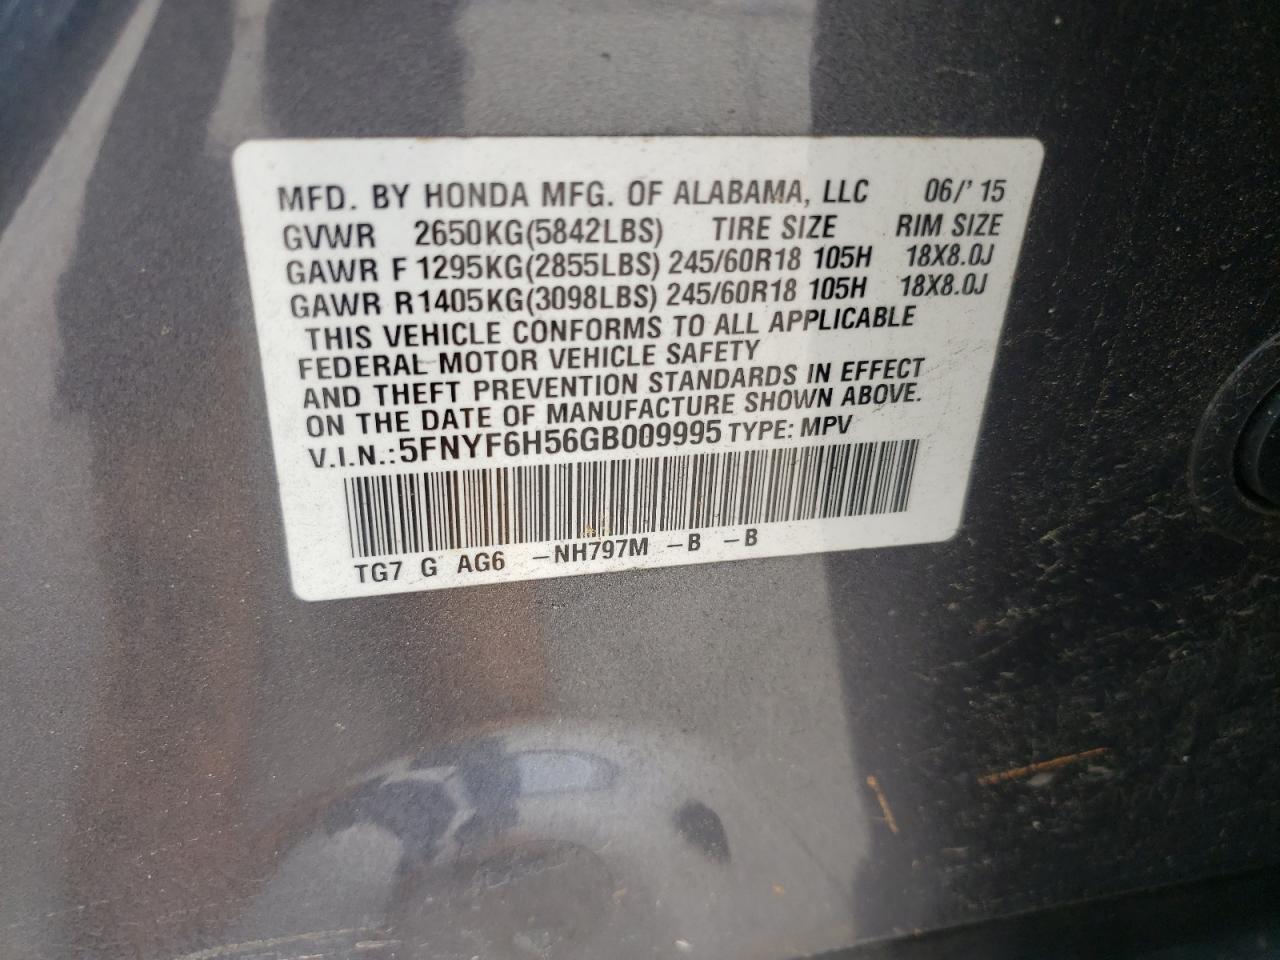 MFD. BY HONDA MFG. OF ALABAMA, LLC 06/'15
GVWR 2650KG(5842LBS) TIRE SIZE RIM SIZE
GAWR F 1295KG(2855LBS) 245/60R18 105H 18X8.0J
GAWR R 1405KG(3098LBS) 245/60R18 105H 18X8.0J
THIS VEHICLE CONFORMS TO ALL APPLICABLE
FEDERAL MOTOR VEHICLE SAFETY
AND THEFT PREVENTION STANDARDS IN EFFECT
ON THE DATE OF MANUFACTURE SHOWN ABOVE.
V.I.N.:5FNYF6H56GB009995 TYPE: MPV
TG7 G AG6 -NH797M -B -B